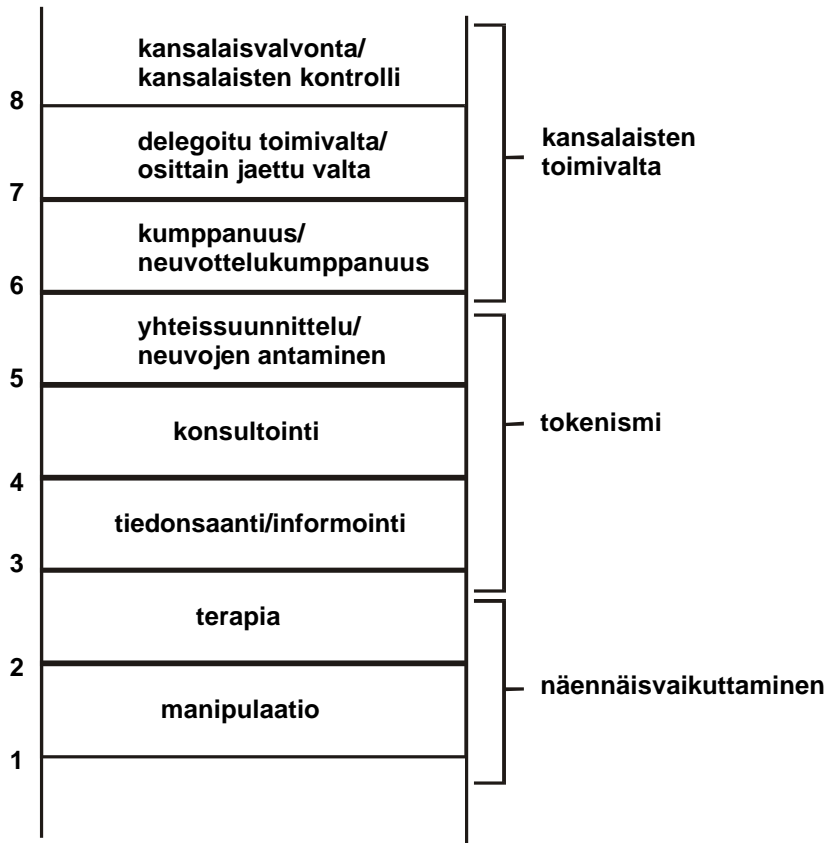 kansalaisvalvonta/
kansalaisten kontrolli
8
delegoitu toimivalta/
osittain jaettu valta
kansalaisten
toimivalta
7
kumppanuus/
neuvottelukumppanuus
6
yhteissuunnittelu/
neuvojen antaminen
5
konsultointi
tokenismi
4
tiedonsaanti/informointi
3
terapia
2
näennäisvaikuttaminen
manipulaatio
1